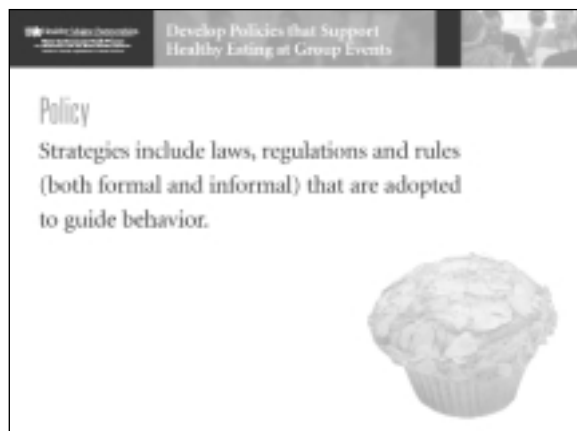 Develop Policies that Support
Healthy Eating at Group Events
Policy
Strategies include laws, regulations and rules
(both formal and informal) that are adopted
to guide behavior.